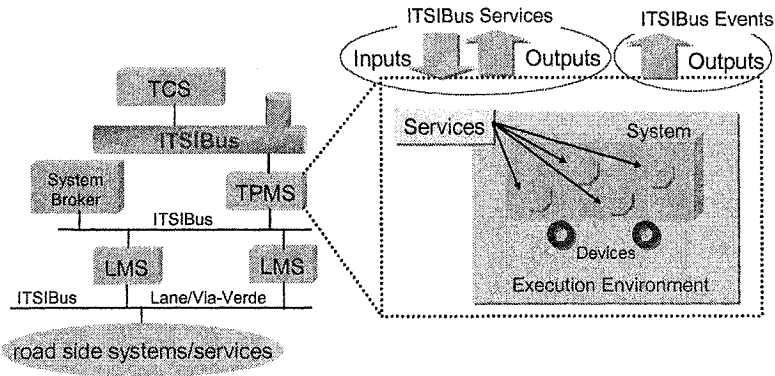 ITSIBus Services
ITSIBus Events
Inputs
Outputs
Outputs
TCS
ITSIBus
System
Broker
TPMS
ITSIBus
LMS
LMS
ITSIBus
Lane/Via-Verde
road side systems/services
Services
System
Devices
Execution Environment